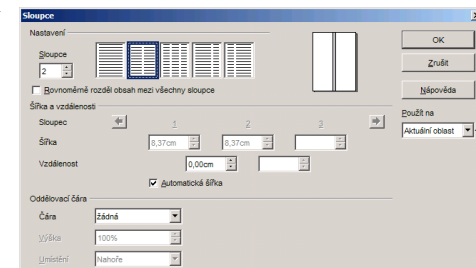 Sloupce
Nastavení
Sloupce
2
Rovnoměrně rozděl obsah mezi všechny sloupce
Šířka a vzdálenosti
Sloupec 1 2 3
Šířka 8,37cm 8,37cm
Vzdálenost 0,00cm
Automatická šířka
Oddělovací čára
Čára žádná
Výška 100%
Umístění Nahoře
OK
Zrušit
Nápověda
Použít na
Aktuální oblast